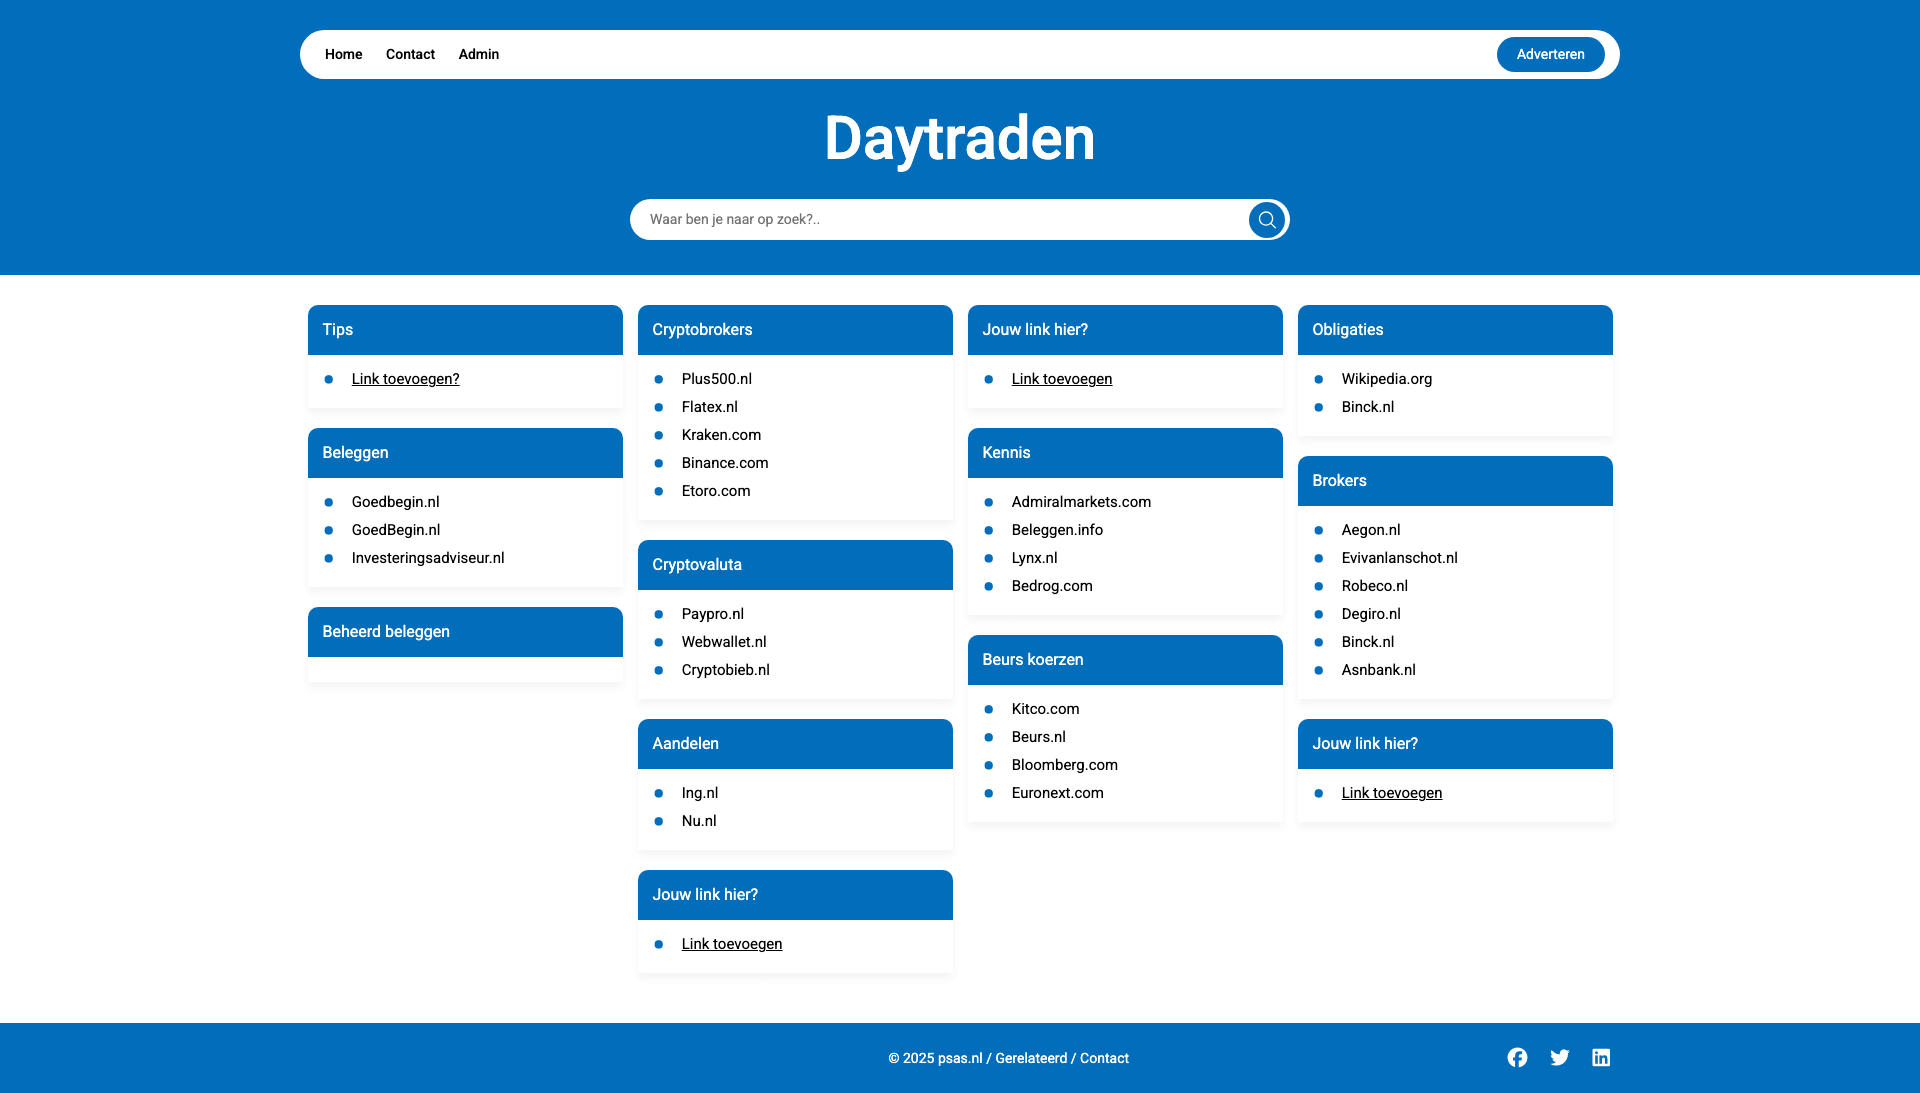 Home Contact Admin Adverteren
Daytraden
Waar ben je naar op zoek?..
Tips
Link toevoegen?
Beleggen
Goedbegin.nl
GoedBegin.nl
Investeringsadviseur.nl
Beheerd beleggen
Cryptobrokers
Plus500.nl
Flatex.nl
Kraken.com
Binance.com
Etoro.com
Cryptovaluta
Paypro.nl
Webwallet.nl
Cryptobieb.nl
Aandelen
Ing.nl
Nu.nl
Jouw link hier?
Link toevoegen
Jouw link hier?
Link toevoegen
Kennis
Admiralmarkets.com
Beleggen.info
Lynx.nl
Bedrog.com
Beurs koerzen
Kitco.com
Beurs.nl
Bloomberg.com
Euronext.com
Obligaties
Wikipedia.org
Binck.nl
Brokers
Aegon.nl
Evivanlanschot.nl
Robeco.nl
Degiro.nl
Binck.nl
Asnbank.nl
Jouw link hier?
Link toevoegen
© 2025 psas.nl / Gerelateerd / Contact